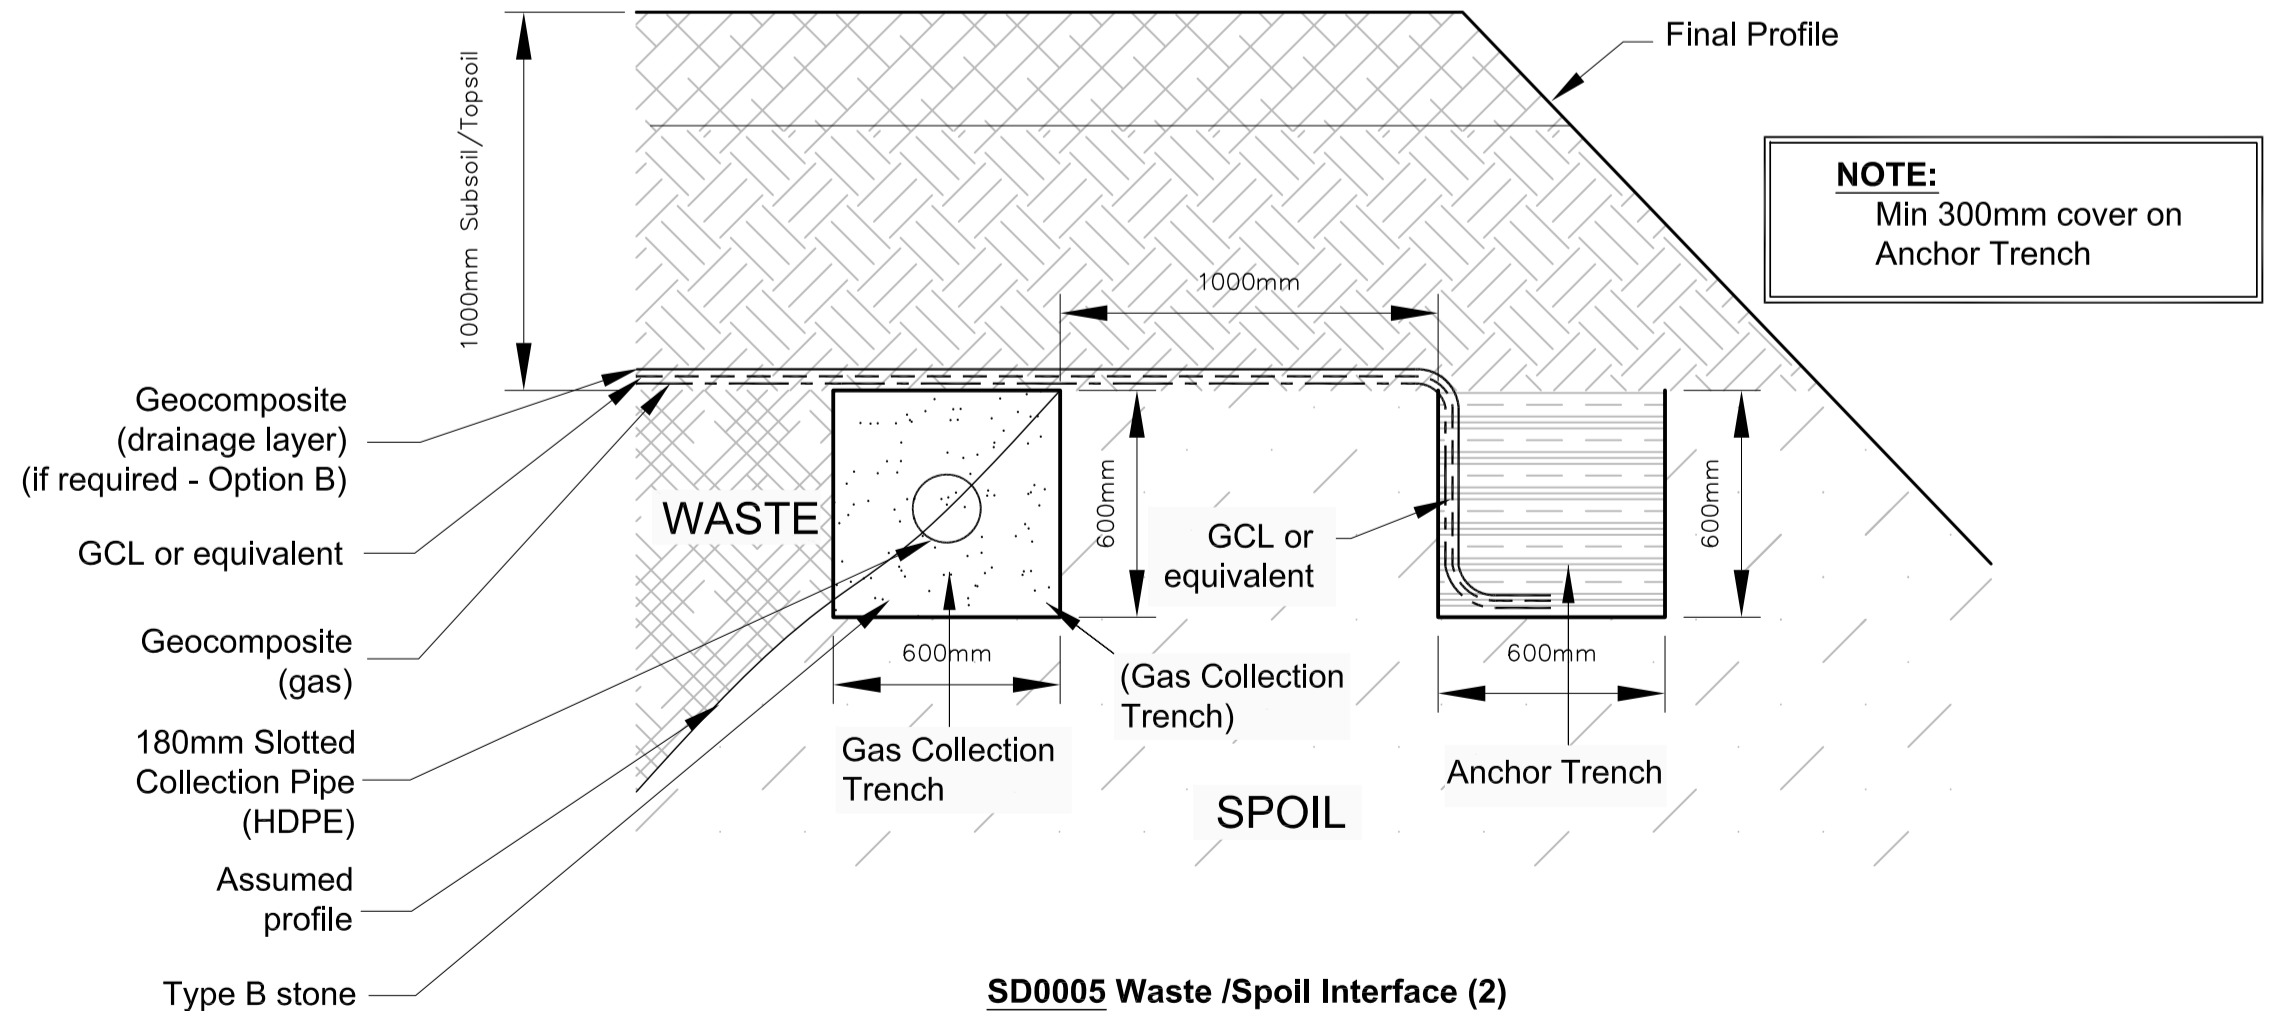 Final Profile
1000mm Subsoil/Topsoil
NOTE:
Min 300mm cover on
Anchor Trench
1000mm
Geocomposite
(drainage layer)
(if required - Option B)
GCL or equivalent
Geocomposite
(gas)
180mm Slotted
Collection Pipe
(HDPE)
Assumed
profile
Type B stone
WASTE
600mm
600mm
Gas Collection
Trench
(Gas Collection
Trench)
GCL or
equivalent
600mm
600mm
Anchor Trench
SPOIL
SD0005 Waste /Spoil Interface (2)